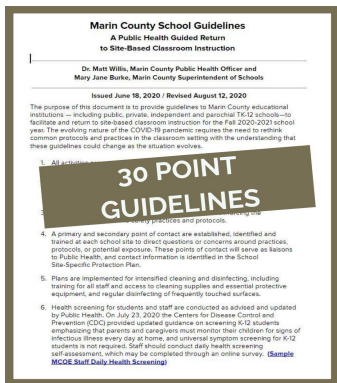 Marin County School Guidelines
A Public Health Guided Return
to Site-Based Classroom Instruction
Dr. Matt Willis, Marin County Public Health Officer and
Mary Jane Burke, Marin County Superintendent of Schools
Issued June 18, 2020 / Revised August 12, 2020
The purpose of this document is to provide guidelines to Marin County educational
institutions — including public, private, independent and parochial TK-12 schools—to
facilitate and return to site-based classroom instruction for the Fall 2020-2021 school
year. The evolving nature of the COVID-19 pandemic requires the need to rethink
common protocols and practices in the classroom setting with the understanding that
these guidelines could change as the situation evolves.
1. All
30 POINT
GUIDELINES
3.
practices and protocols.
4. A primary and secondary point of contact are established, identified and
trained at each school site to direct questions or concerns around practices,
protocols, or potential exposure. These points of contact will serve as liaisons
to Public Health, and contact information is identified in the School
Site-Specific Protection Plan.
5. Plans are implemented for intensified cleaning and disinfecting, including
training for all staff and access to cleaning supplies and essential protective
equipment, and regular disinfecting of frequently touched surfaces.
6. Health screening for students and staff are conducted as advised and updated
by Public Health. On July 23, 2020 the Centers for Disease Control and
Prevention (CDC) provided updated guidance on screening K-12 students
emphasizing that parents and caregivers must monitor their children for signs of
infectious illness every day at home, and universal symptom screening for K-12
students is not required. Staff should conduct daily health screening
self-assessment, which may be completed through an online survey. (Sample
MCOE Staff Daily Health Screening)